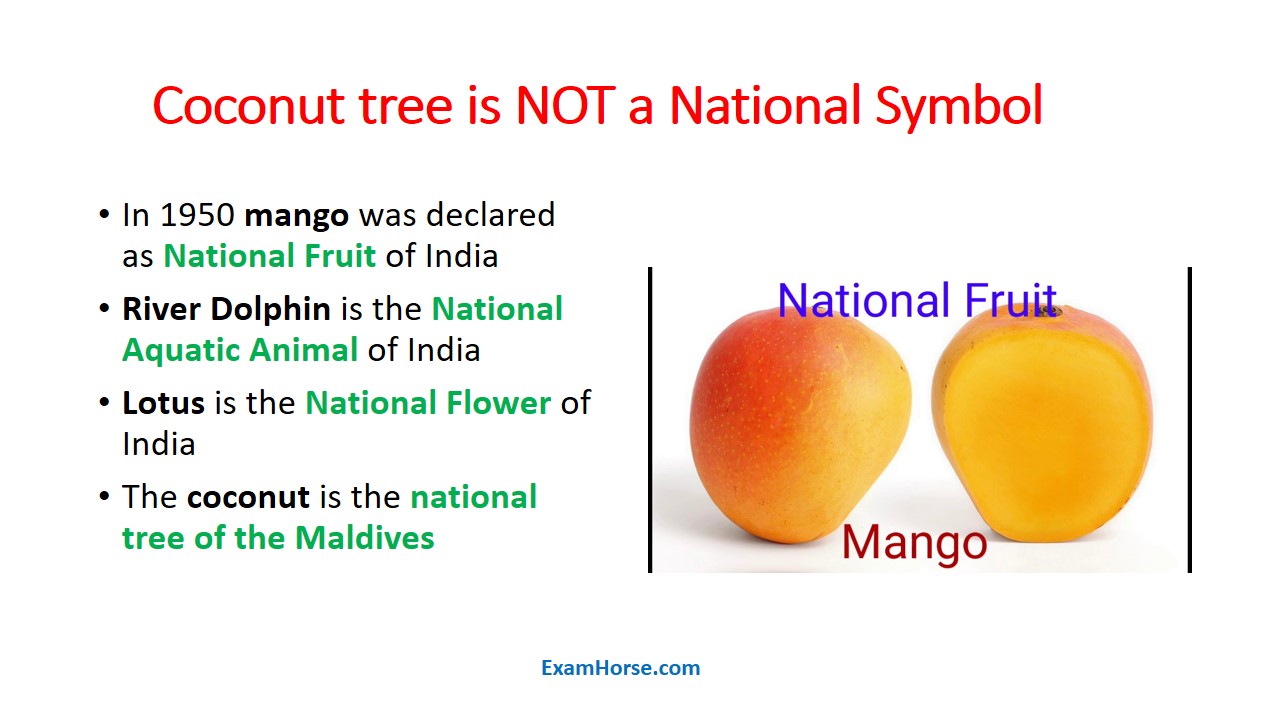 Coconut tree is NOT a National Symbol
• In 1950 mango was declared
as National Fruit of India
• River Dolphin is the National
Aquatic Animal of India
• Lotus is the National Flower of
India
• The coconut is the national
tree of the Maldives
National Fruit
Mango
ExamHorse.com